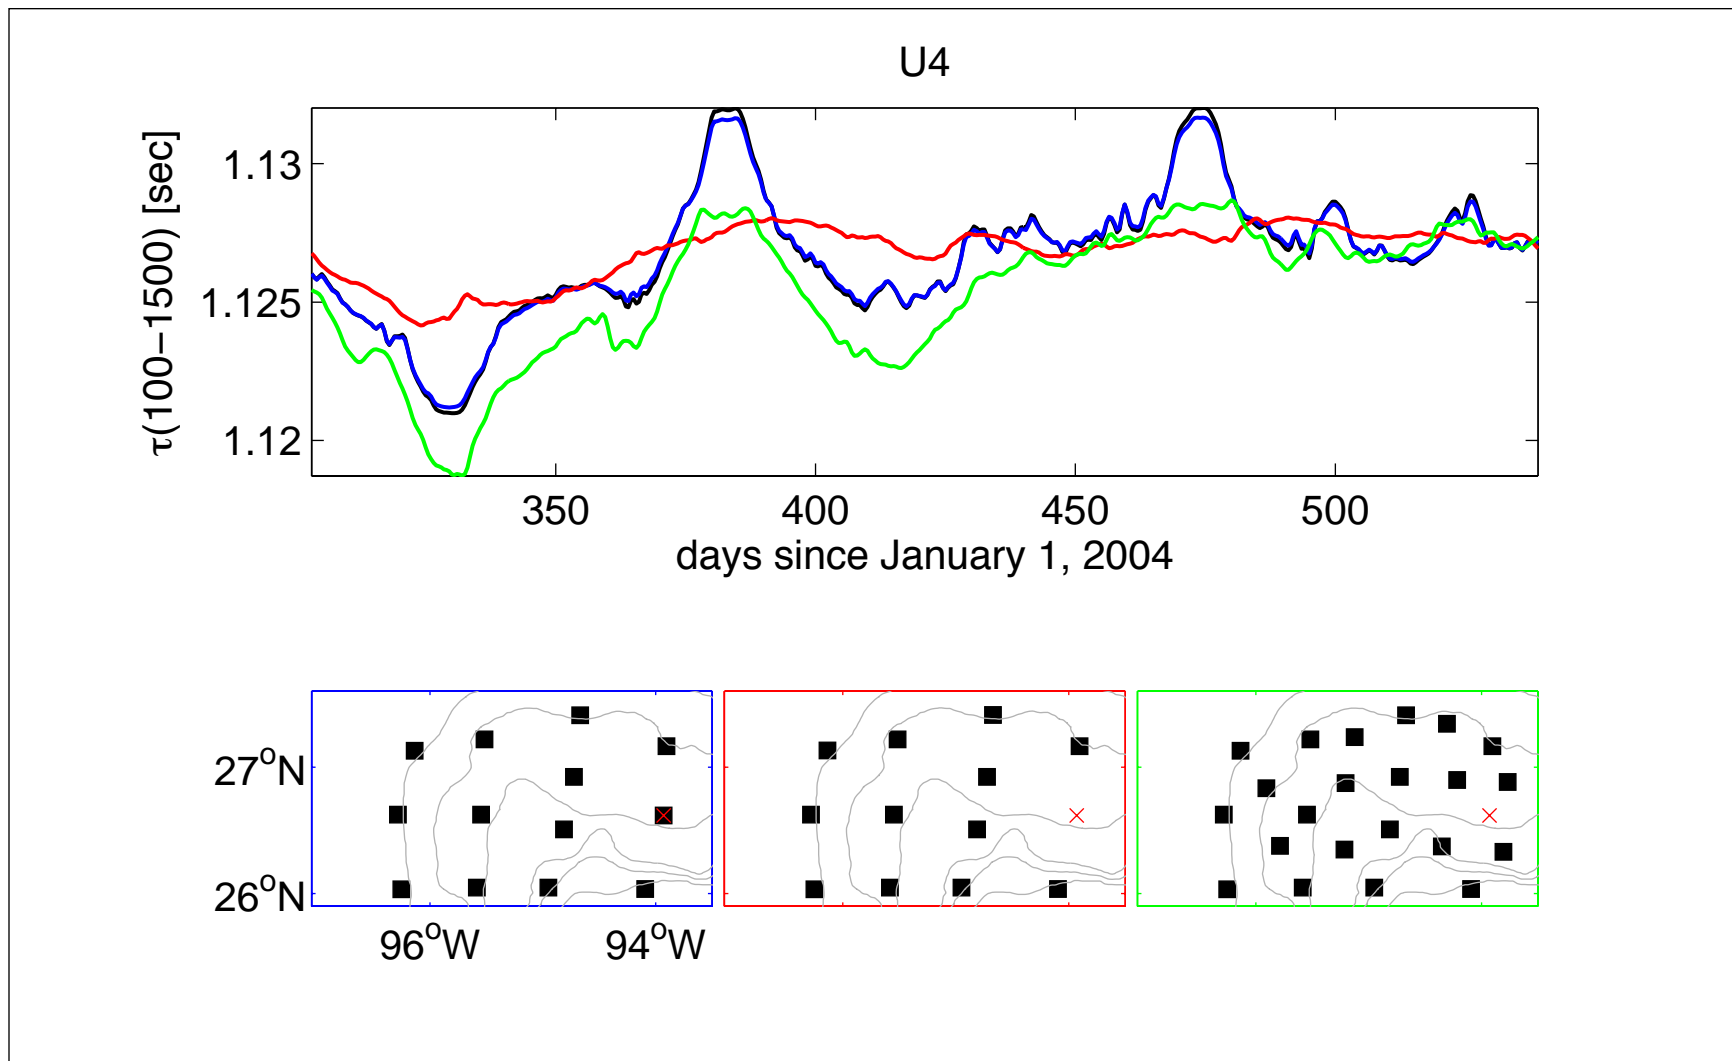 U4
τ(100−1500) [sec]
1.13
1.125
1.12
350 400 450 500
days since January 1, 2004
27°N
26°N
96°W 94°W